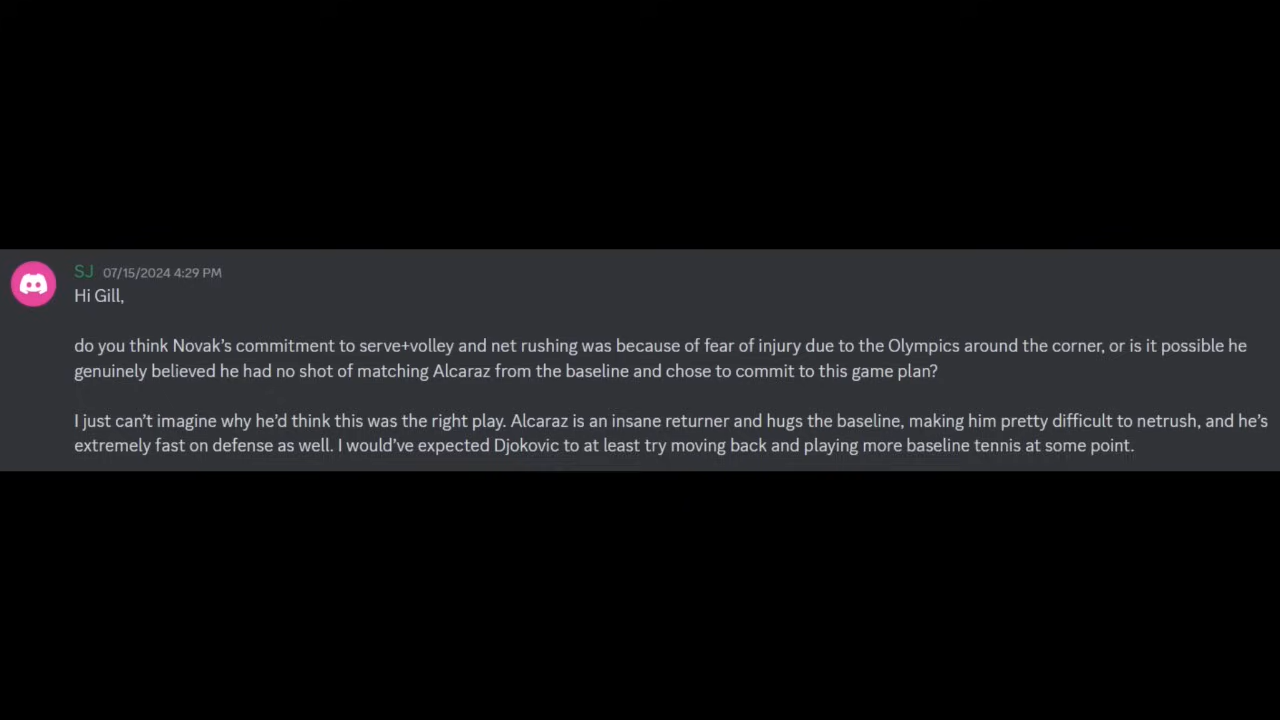 SJ 07/15/2024 4:29 PM
Hi Gill,
do you think Novak's commitment to serve+volley and net rushing was because of fear of injury due to the Olympics around the corner, or is it possible he
genuinely believed he had no shot of matching Alcaraz from the baseline and chose to commit to this game plan?
I just can't imagine why he'd think this was the right play. Alcaraz is an insane returner and hugs the baseline, making him pretty difficult to netrush, and he's
extremely fast on defense as well. I would've expected Djokovic to at least try moving back and playing more baseline tennis at some point.